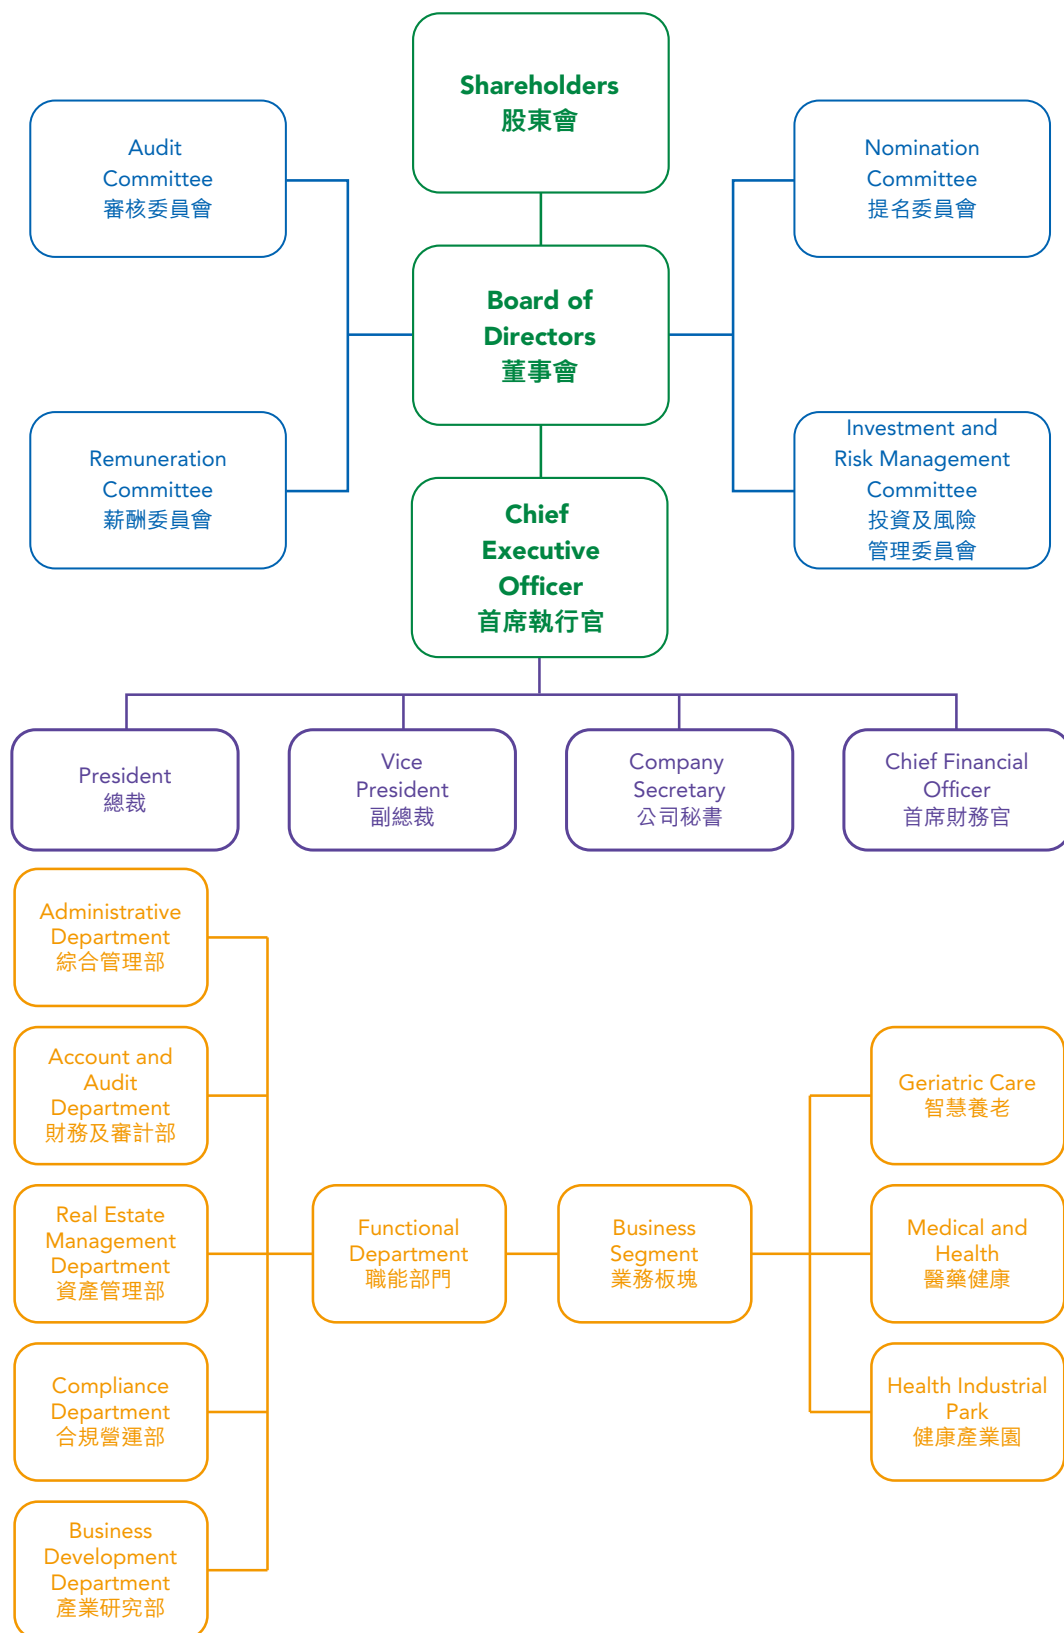 Shareholders
股東會
Audit
Committee
審核委員會
Nomination
Committee
提名委員會
Board of
Directors
董事會
Remuneration
Committee
薪酬委員會
Investment and
Risk Management
Committee
投資及風險
管理委員會
Chief
Executive
Officer
首席執行官
President
總裁
Vice
President
副總裁
Company
Secretary
公司秘書
Chief Financial
Officer
首席財務官
Administrative
Department
綜合管理部
Account and
Audit
Department
財務及審計部
Real Estate
Management
Department
資產管理部
Compliance
Department
合規營運部
Business
Development
Department
產業研究部
Functional
Department
職能部門
Business
Segment
業務板塊
Geriatric Care
智慧養老
Medical and
Health
醫藥健康
Health Industrial
Park
健康產業園